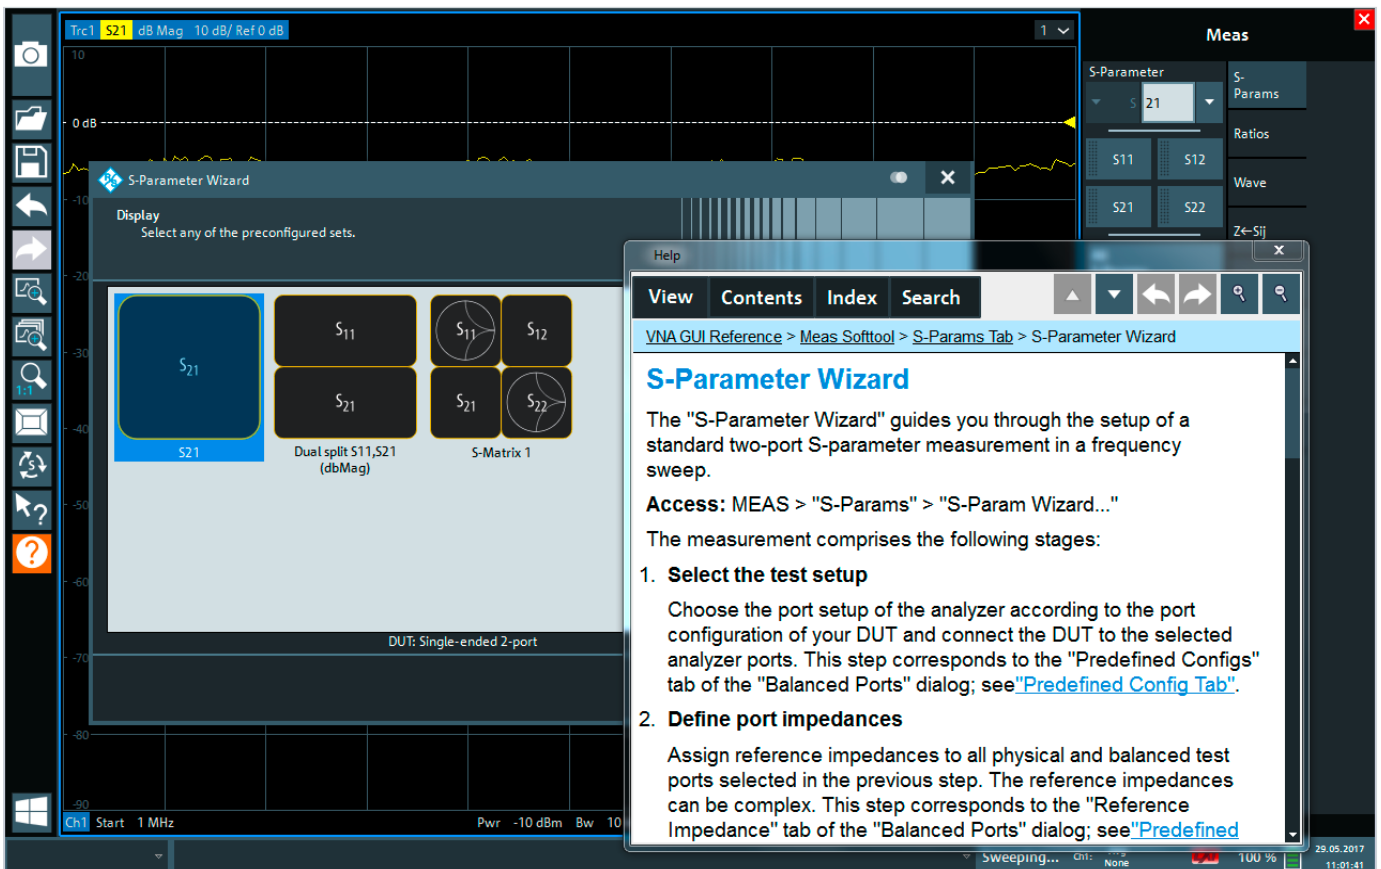 Trc1 S21 dB Mag 10 dB/ Ref 0 dB
1
10
0 dB
-10
-20
-30
-40
-50
-60
-70
-80
-90
1:1
S-Parameter Wizard
Display
Select any of the preconfigured sets.
S21
S21
S11
S21
Dual split S11,S21
(dbMag)
S11 S12
S21 S22
S-Matrix 1
DUT: Single-ended 2-port
Ch1 Start 1 MHz Pwr -10 dBm Bw 10
Meas
S-Parameter
S 21
S11 S12
S21 S22
S-
Params
Ratios
Wave
Z←Sij
Help
View Contents Index Search
VNA GUI Reference > Meas Softtool > S-Params Tab > S-Parameter Wizard
S-Parameter Wizard
The "S-Parameter Wizard" guides you through the setup of a
standard two-port S-parameter measurement in a frequency
sweep.
Access: MEAS > "S-Params" > "S-Param Wizard..."
The measurement comprises the following stages:
1. Select the test setup
Choose the port setup of the analyzer according to the port
configuration of your DUT and connect the DUT to the selected
analyzer ports. This step corresponds to the "Predefined Configs"
tab of the "Balanced Ports" dialog; see"Predefined Config Tab".
2. Define port impedances
Assign reference impedances to all physical and balanced test
ports selected in the previous step. The reference impedances
can be complex. This step corresponds to the "Reference
Impedance" tab of the "Balanced Ports" dialog; see"Predefined
Sweeping... Ch1: None 100 %
29.05.2017
11:01:41